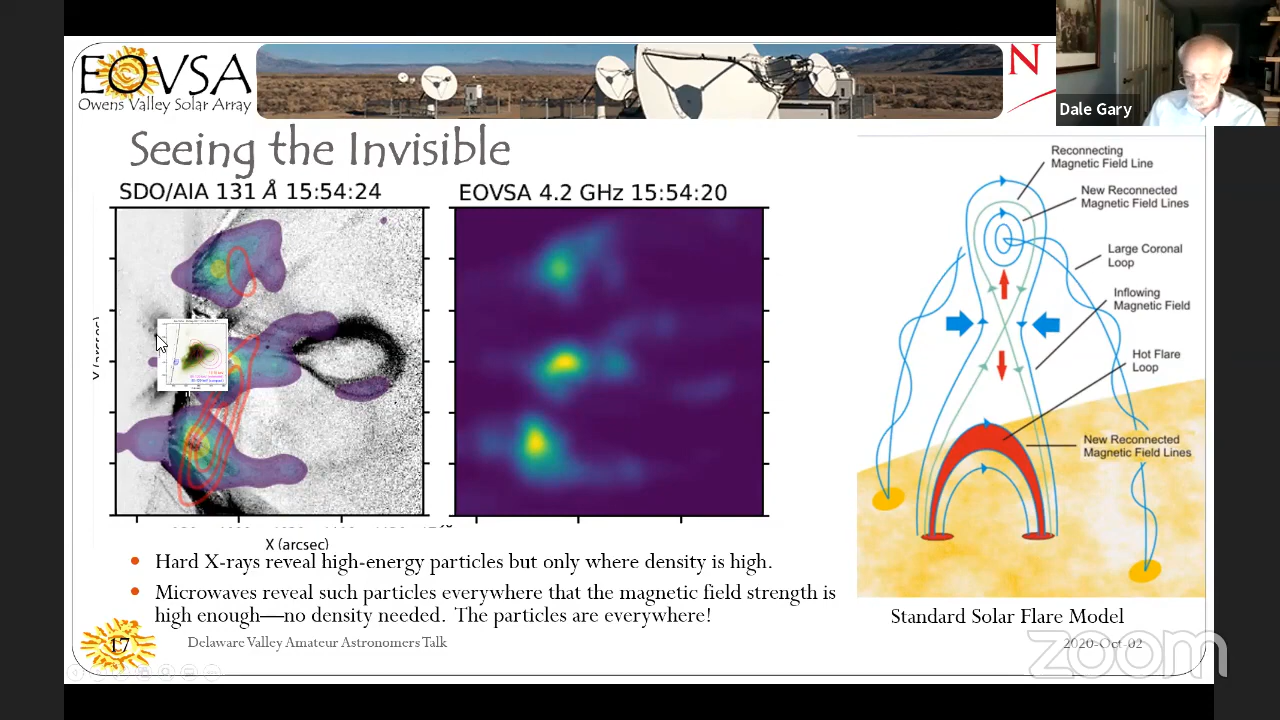 EOVSA
Owens Valley Solar Array
N
Dale Gary
Seeing the Invisible
SDO/AIA 131 Å 15:54:24
EOVSA 4.2 GHz 15:54:20
X (arcsec)
Reconnecting
Magnetic Field Line
New Reconnected
Magnetic Field Lines
Large Coronal
Loop
Inflowing
Magnetic Field
Hot Flare
Loop
New Reconnected
Magnetic Field Lines
Standard Solar Flare Model
• Hard X-rays reveal high-energy particles but only where density is high.
• Microwaves reveal such particles everywhere that the magnetic field strength is
high enough—no density needed. The particles are everywhere!
17
Delaware Valley Amateur Astronomers Talk
2020-Oct-02
zoom